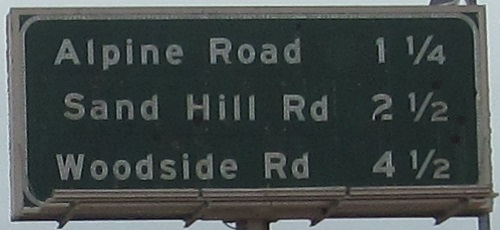 Alpine Road 1 ¼
Sand Hill Rd 2 ½
Woodside Rd 4 ½